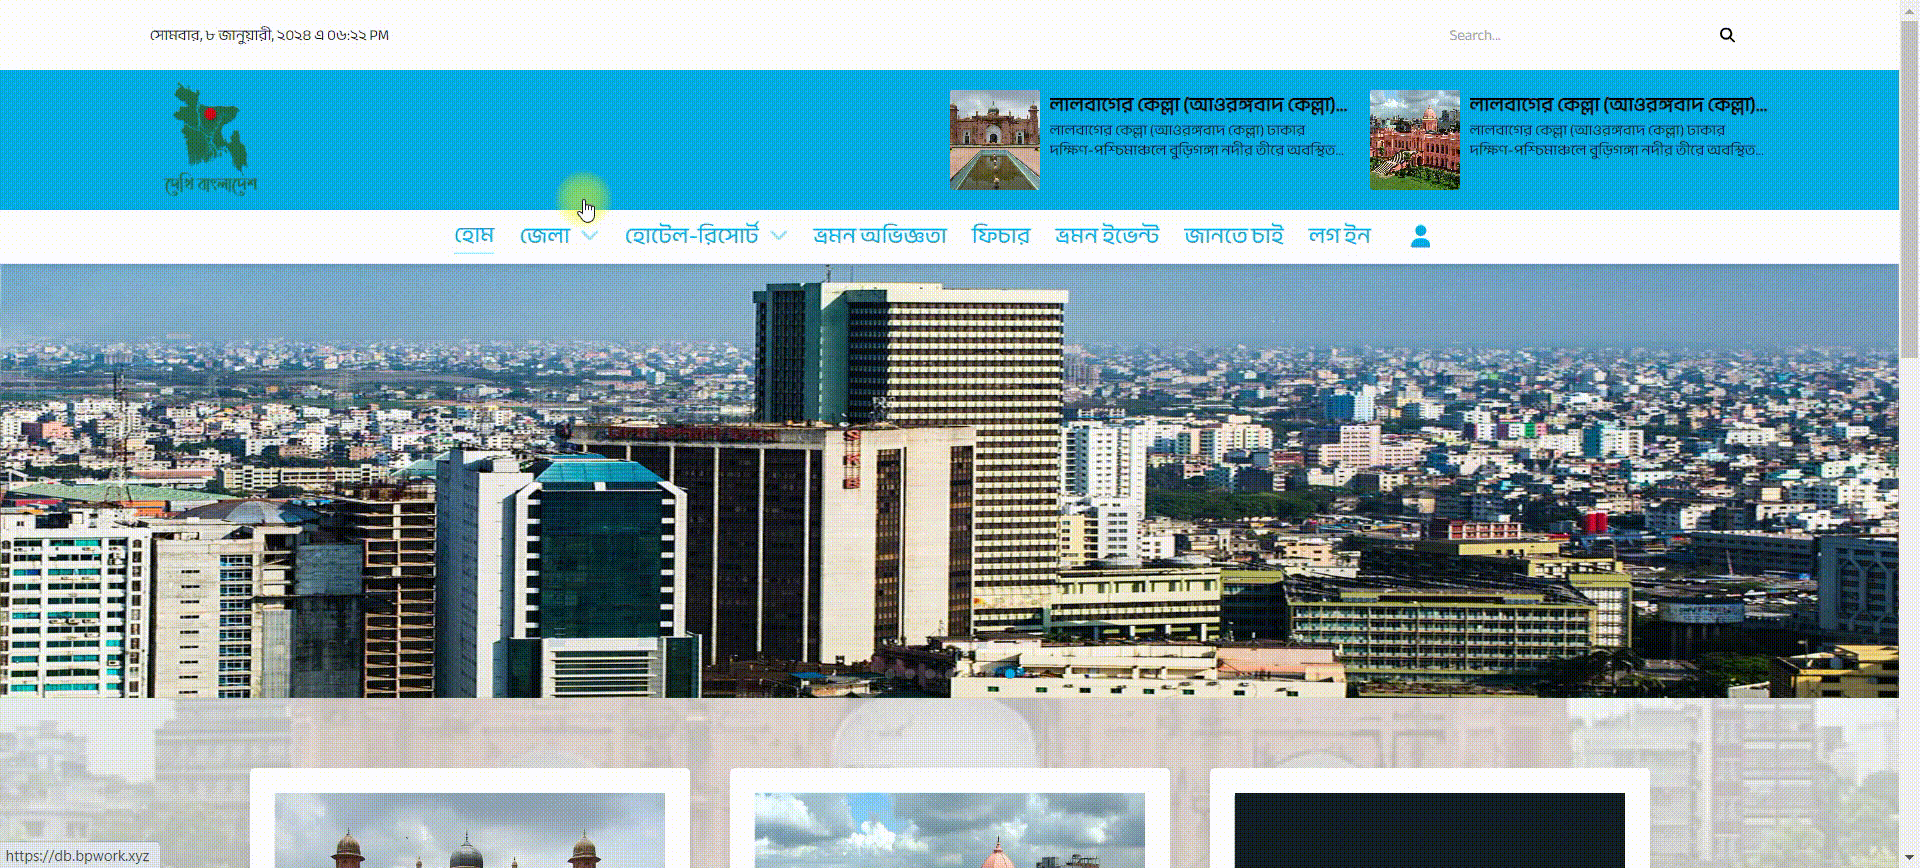 সোমবার, ৮ জানুয়ারী, ২০২৪ এ ০৬:২২ PM
Search...
দেখি বাংলাদেশ
লালবাগের কেল্লা (আওরঙ্গবাদ কেল্লা)...
লালবাগের কেল্লা (আওরঙ্গবাদ কেল্লা) ঢাকার
দক্ষিণ-পশ্চিমাঞ্চলে বুড়িগঙ্গা নদীর তীরে অবস্থিত...
লালবাগের কেল্লা (আওরঙ্গবাদ কেল্লা)...
লালবাগের কেল্লা (আওরঙ্গবাদ কেল্লা) ঢাকার
দক্ষিণ-পশ্চিমাঞ্চলে বুড়িগঙ্গা নদীর তীরে অবস্থিত...
হোম জেলা হোটেল-রিসোর্ট ভ্রমন অভিজ্ঞতা ফিচার ভ্রমন ইভেন্ট জানতে চাই লগ ইন
https://db.bpwork.xyz